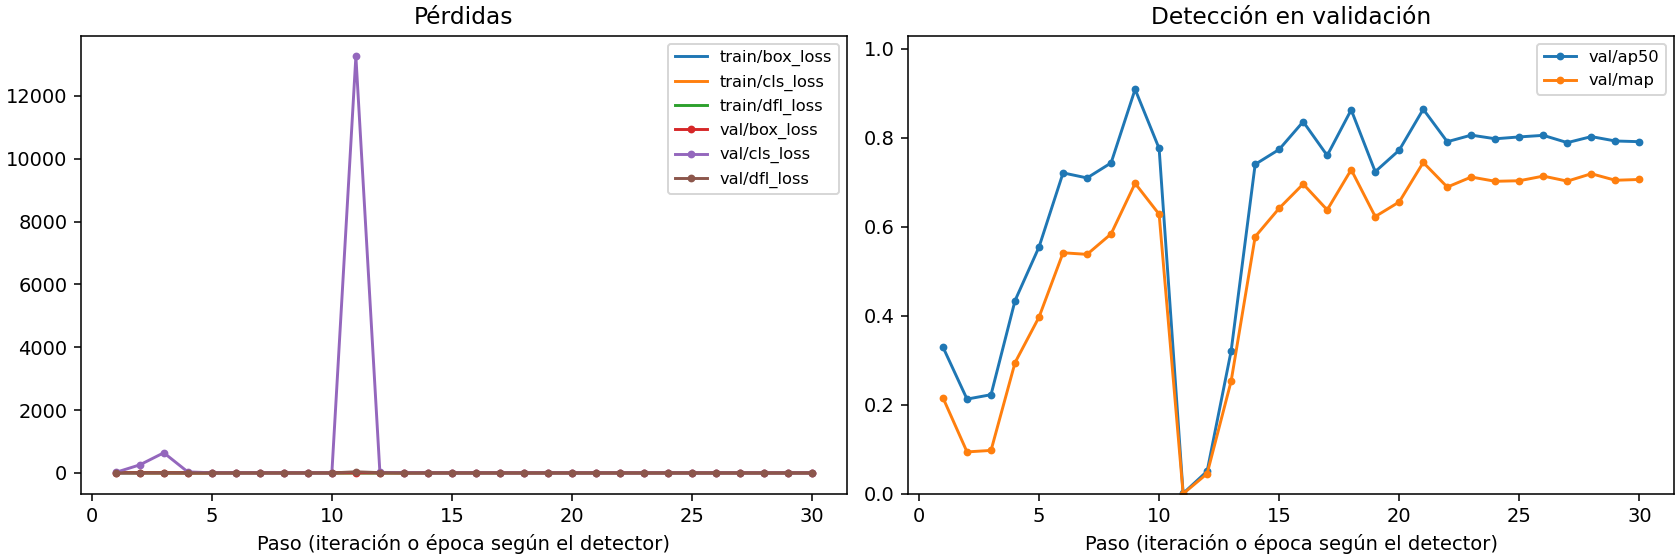 Pérdidas
12000
10000
8000
6000
4000
2000
0
train/box_loss
train/cls_loss
train/dfl_loss
val/box_loss
val/cls_loss
val/dfl_loss
0 5 10 15 20 25 30
Paso (iteración o época según el detector)
Detección en validación
1.0
0.8
0.6
0.4
0.2
0.0
val/ap50
val/map
0 5 10 15 20 25 30
Paso (iteración o época según el detector)